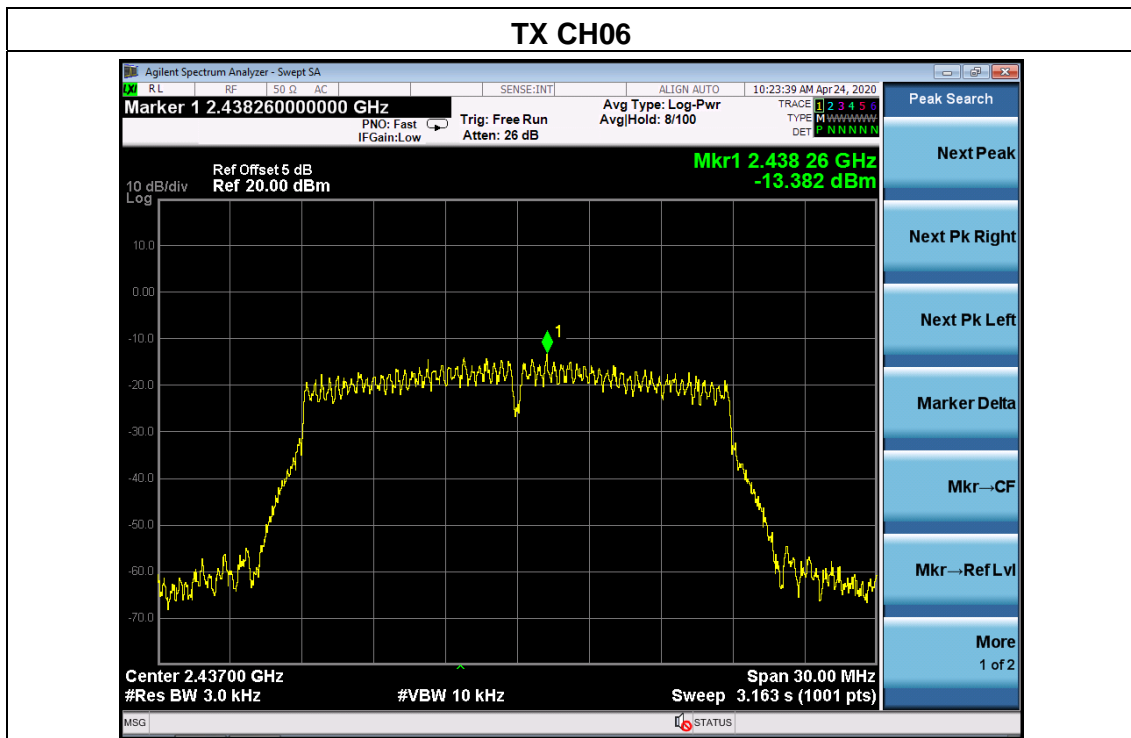 TX CH06
Agilent Spectrum Analyzer - Swept SA
LXI RL RF 50 Ω AC SENSE:INT ALIGN AUTO 10:23:39 AM Apr 24, 2020
Marker 1 2.438260000000 GHz
PNO: Fast
IFGain:Low
Trig: Free Run
Atten: 26 dB
Avg Type: Log-Pwr
Avg|Hold: 8/100
TRACE 1 2 3 4 5 6
TYPE M WWWWW
DET P N N N N N
Peak Search
Next Peak
Next Pk Right
Next Pk Left
Marker Delta
Mkr→CF
Mkr→Ref Lvl
More
1 of 2
Mkr1 2.438 26 GHz
-13.382 dBm
Ref Offset 5 dB
10 dB/div Ref 20.00 dBm
Log
10.0
0.00
-10.0
-20.0
-30.0
-40.0
-50.0
-60.0
-70.0
1
Center 2.43700 GHz Span 30.00 MHz
#Res BW 3.0 kHz #VBW 10 kHz Sweep 3.163 s (1001 pts)
MSG STATUS